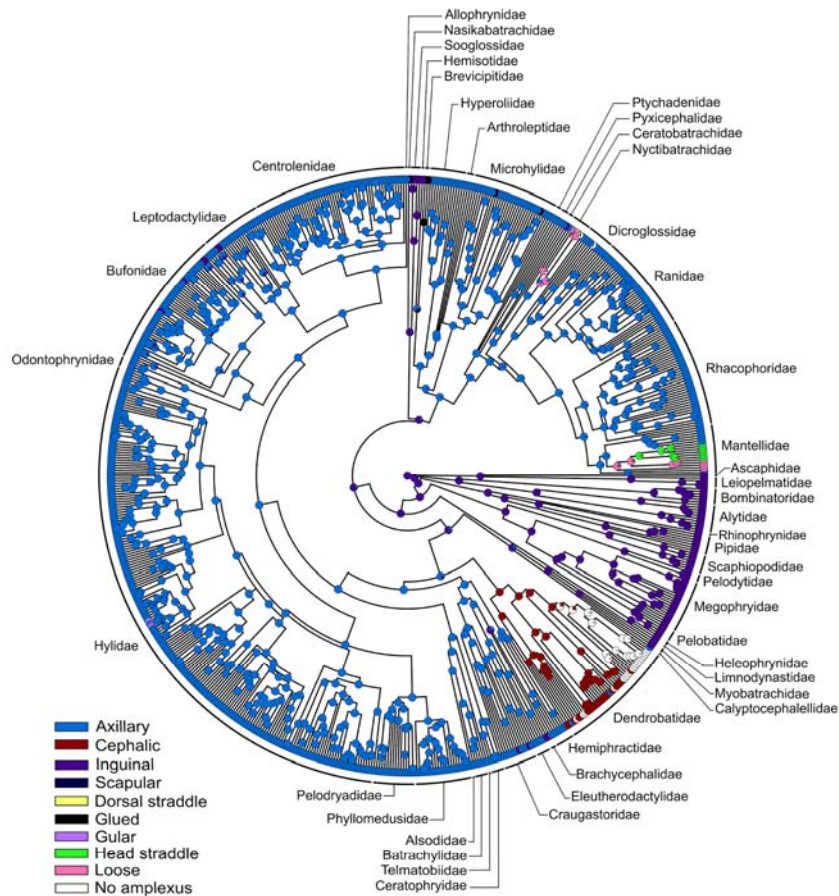 Allophrynidae
Nasikabatrachidae
Sooglossidae
Hemisotidae
Brevicipitidae
Hyperoliidae
Arthroleptidae
Microhylidae
Ptychadenidae
Pyxicephalidae
Ceratobatrachidae
Nyctibatrachidae
Dicroglossidae
Ranidae
Rhacophoridae
Mantellidae
Ascaphidae
Leiopelmatidae
Bombinatoridae
Alytidae
Rhinophrynidae
Pipidae
Scaphiopodidae
Pelodytidae
Megophryidae
Pelobatidae
Heleophrynidae
Limnodynastidae
Myobatrachidae
Calyptocephalellidae
Dendrobatidae
Hemiphractidae
Brachycephalidae
Eleutherodactylidae
Craugastoridae
Ceratophryidae
Telmatobiidae
Batrachylidae
Alsodidae
Phyllomedusidae
Pelodryadidae
Hylidae
Odontophrynidae
Bufonidae
Leptodactylidae
Centrolenidae
Axillary
Cephalic
Inguinal
Scapular
Dorsal straddle
Glued
Gular
Head straddle
Loose
No amplexus